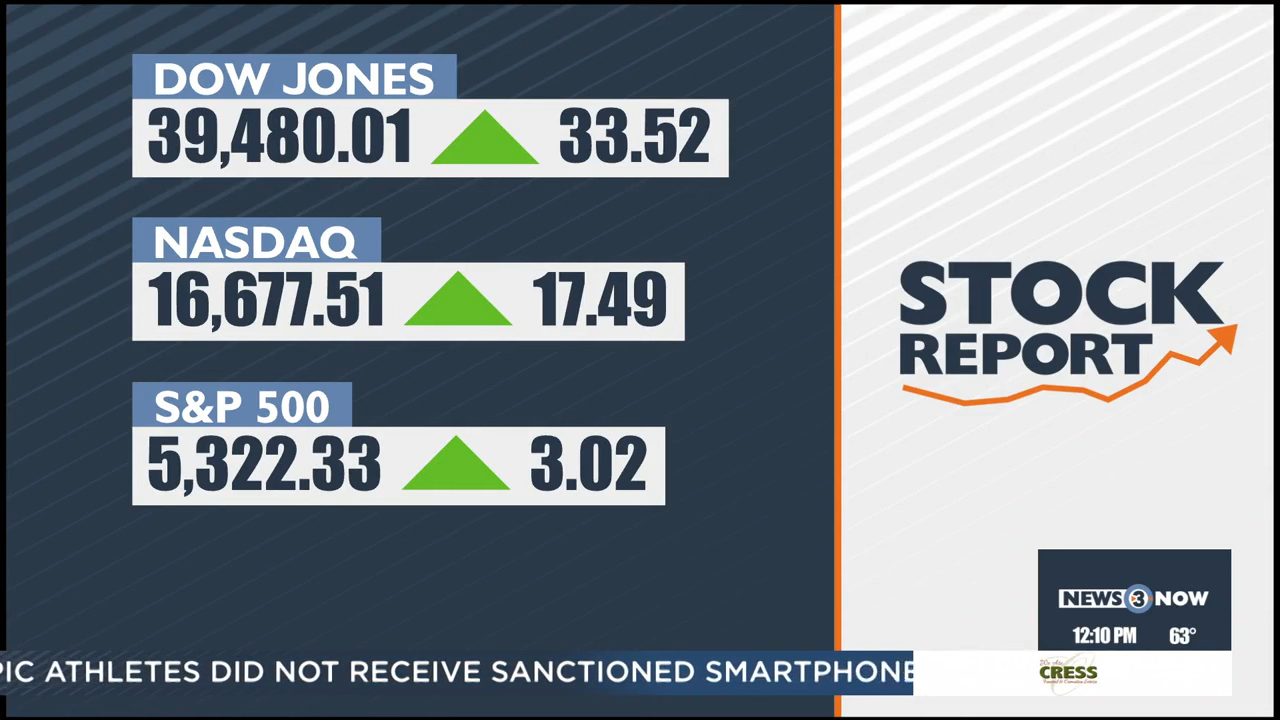 DOW JONES
39,480.01 33.52
NASDAQ
16,677.51 17.49
S&P 500
5,322.33 3.02
STOCK
REPORT
NEWS 3 NOW
12:10 PM 63°
PIC ATHLETES DID NOT RECEIVE SANCTIONED SMARTPHONE
CRESS